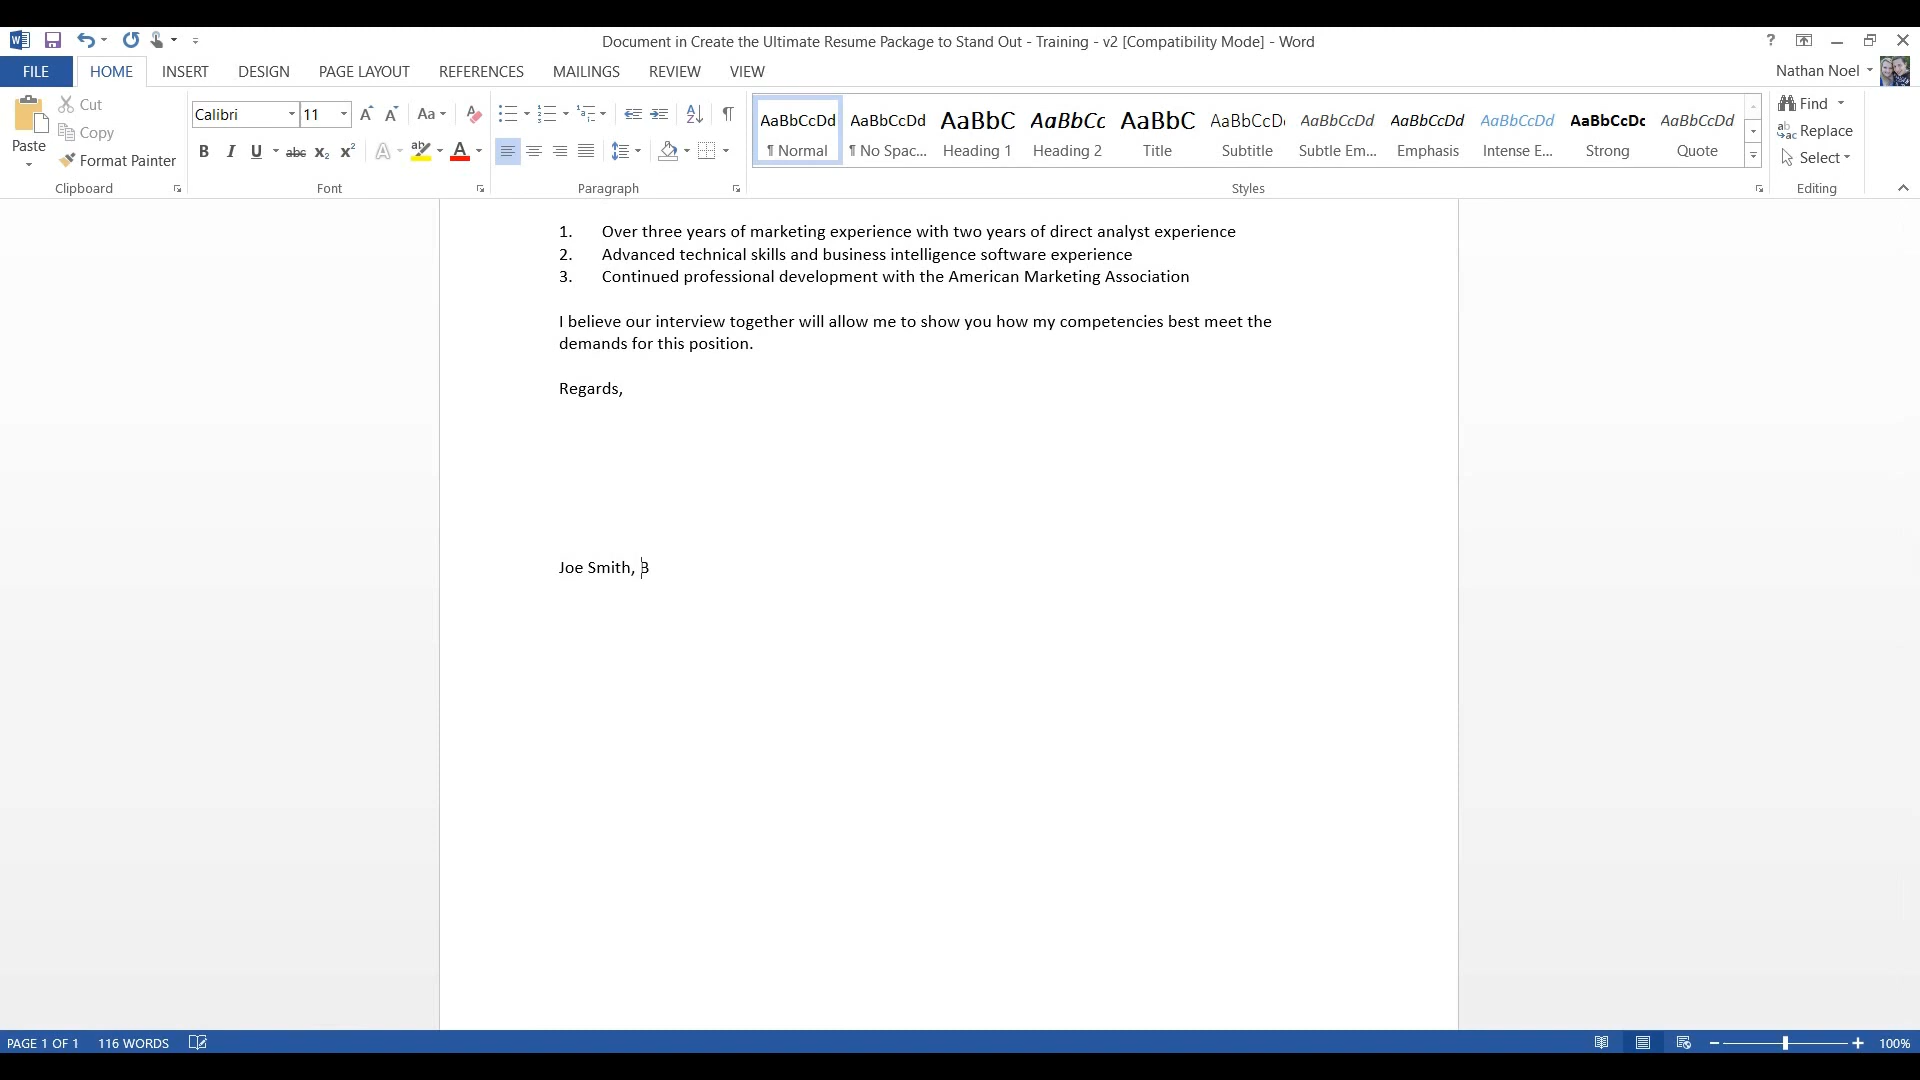 Document in Create the Ultimate Resume Package to Stand Out - Training - v2 [Compatibility Mode] - Word
FILE HOME INSERT DESIGN PAGE LAYOUT REFERENCES MAILINGS REVIEW VIEW Nathan Noel
Paste
Cut
Copy
Format Painter
Clipboard
Calibri 11
Font
Paragraph
AaBbCcDd AaBbCcDd AaBbC AaBbCc AaBbC AaBbCcD AaBbCcDd AaBbCcDd AaBbCcDd AaBbCcDc AaBbCcDd
¶ Normal ¶ No Spac... Heading 1 Heading 2 Title Subtitle Subtle Em... Emphasis Intense E... Strong Quote
Styles
Find
Replace
Select
Editing
1. Over three years of marketing experience with two years of direct analyst experience
2. Advanced technical skills and business intelligence software experience
3. Continued professional development with the American Marketing Association
I believe our interview together will allow me to show you how my competencies best meet the
demands for this position.
Regards,
Joe Smith, B
PAGE 1 OF 1 116 WORDS 100%